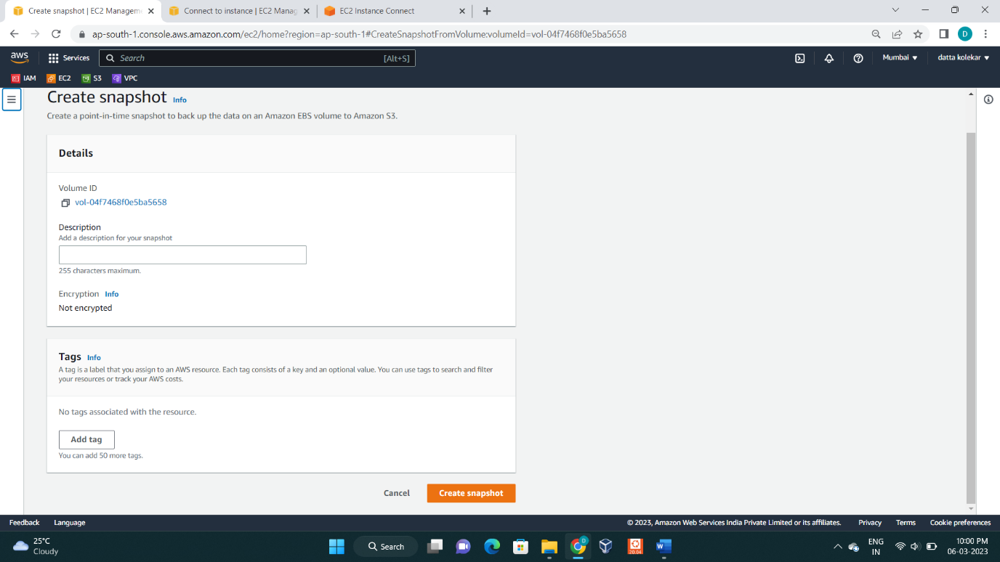 Create snapshot | EC2 Managem
Connect to instance | EC2 Manag
EC2 Instance Connect
ap-south-1.console.aws.amazon.com/ec2/home?region=ap-south-1#CreateSnapshotFromVolume:volumeId=vol-04f7468f0e5ba5658
D
aws
Services
Search
[Alt+S]
Mumbai
datta kolekar
IAM
EC2
S3
VPC
Create snapshot Info
Create a point-in-time snapshot to back up the data on an Amazon EBS volume to Amazon S3.
Details
Volume ID
vol-04f7468f0e5ba5658
Description
Add a description for your snapshot
255 characters maximum.
Encryption Info
Not encrypted
Tags Info
A tag is a label that you assign to an AWS resource. Each tag consists of a key and an optional value. You can use tags to search and filter
your resources or track your AWS costs.
No tags associated with the resource.
Add tag
You can add 50 more tags.
Cancel
Create snapshot
Feedback
Language
© 2023, Amazon Web Services India Private Limited or its affiliates.
Privacy
Terms
Cookie preferences
25°C
Cloudy
Search
D
20.04
W
ENG
IN
10:00 PM
06-03-2023